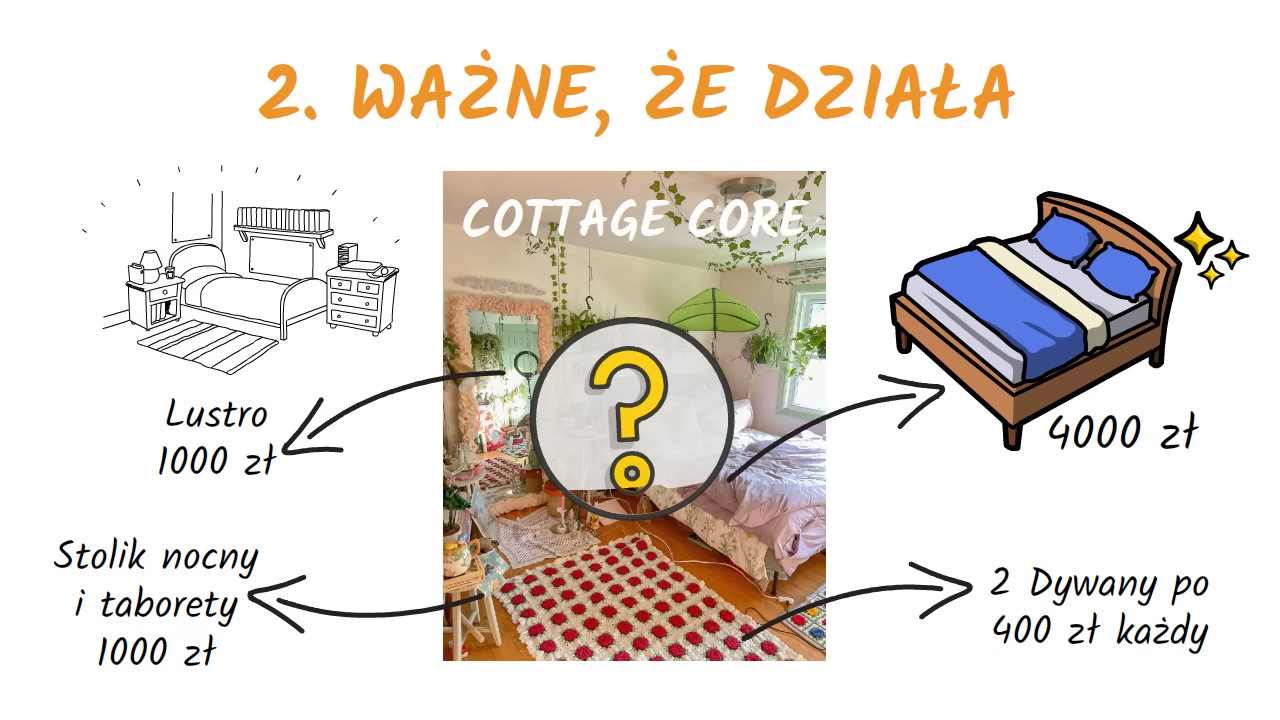 2. WAŻNE, ŻE DZIAŁA
COTTAGE CORE
?
Lustro
1000 zł
4000 zł
Stolik nocny
i taborety
1000 zł
2 Dywany po
400 zł każdy